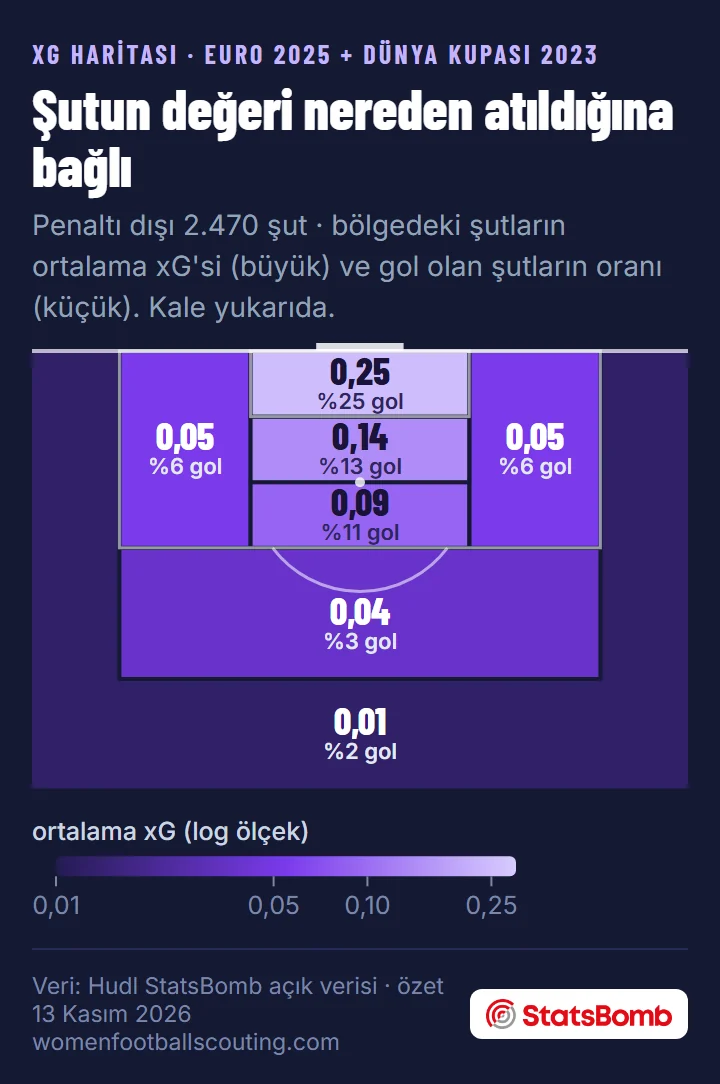 XG HARİTASI · EURO 2025 + DÜNYA KUPASI 2023
Şutun değeri nereden atıldığına
bağlı
Penaltı dışı 2.470 şut · bölgedeki şutların
ortalama xG'si (büyük) ve gol olan şutların oranı
(küçük). Kale yukarıda.
0,25
%25 gol
0,05
%6 gol
0,14
%13 gol
0,05
%6 gol
0,09
%11 gol
0,04
%3 gol
0,01
%2 gol
ortalama xG (log ölçek)
0,01 0,05 0,10 0,25
Veri: Hudl StatsBomb açık verisi · özet
13 Kasım 2026
womenfootballscouting.com
StatsBomb